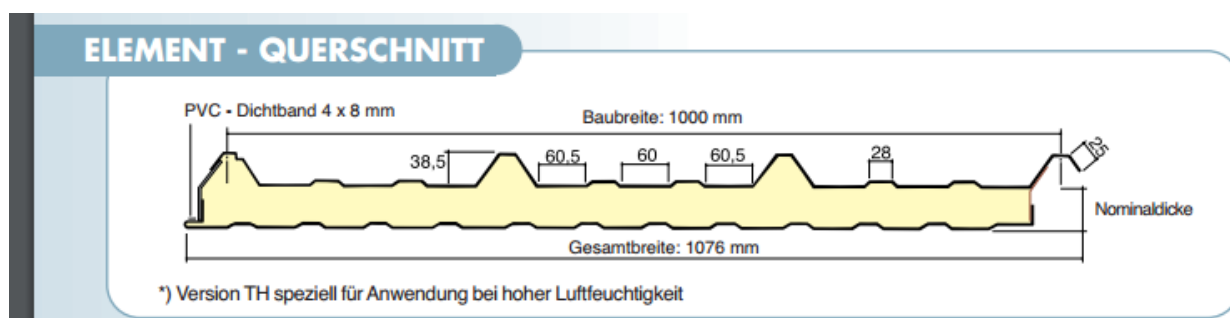 ELEMENT - QUERSCHNITT
PVC - Dichtband 4 x 8 mm
Baubreite: 1000 mm
38,5
60,5
60
60,5
28
25
Nominaldicke
Gesamtbreite: 1076 mm
*) Version TH speziell für Anwendung bei hoher Luftfeuchtigkeit